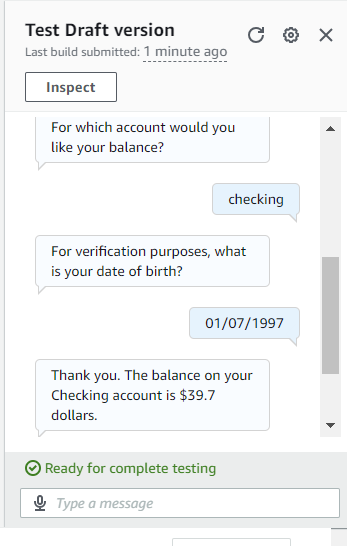 Test Draft version
Last build submitted: 1 minute ago
Inspect
For which account would you
like your balance?
checking
For verification purposes, what
is your date of birth?
01/07/1997
Thank you. The balance on your
Checking account is $39.7
dollars.
Ready for complete testing
Type a message